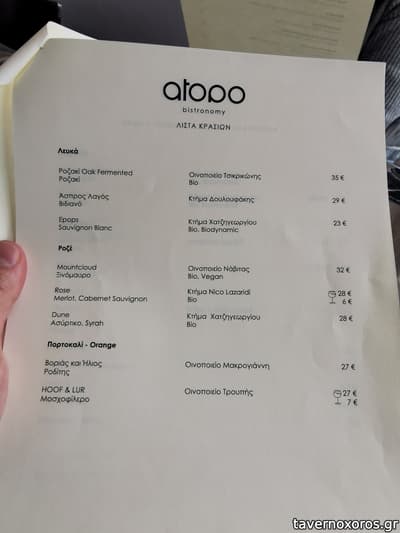 atopo
bistronomy
ΛΙΣΤΑ ΚΡΑΣΙΩΝ
Λευκά
Ροζακί Oak Fermented Οινοποιείο Τσικρικώνης 35 €
Ροζακί Bio
Άσπρος Λαγός Κτήμα Δουλουφάκης 29 €
Βιδιανό
Epops Κτήμα Χατζηγεωργίου 23 €
Sauvignon Blanc Bio, Biodynamic
Ροζέ
Mountcloud Οινοποιείο Νάβιτας 32 €
Ξινόμαυρο Bio, Vegan
Rose Κτήμα Nico Lazaridi 28 €
Merlot, Cabernet Sauvignon Bio 6 €
Dune Κτήμα Χατζηγεωργίου 28 €
Ασύρτικο, Syrah Bio
Πορτοκαλί - Orange
Βοριάς και Ήλιος Οινοποιείο Μακρογιάννη 27 €
Ροδίτης
HOOF & LUR Οινοποιείο Τρουπής 27 €
Μοσχοφίλερο 7 €
tavernoxoros.gr